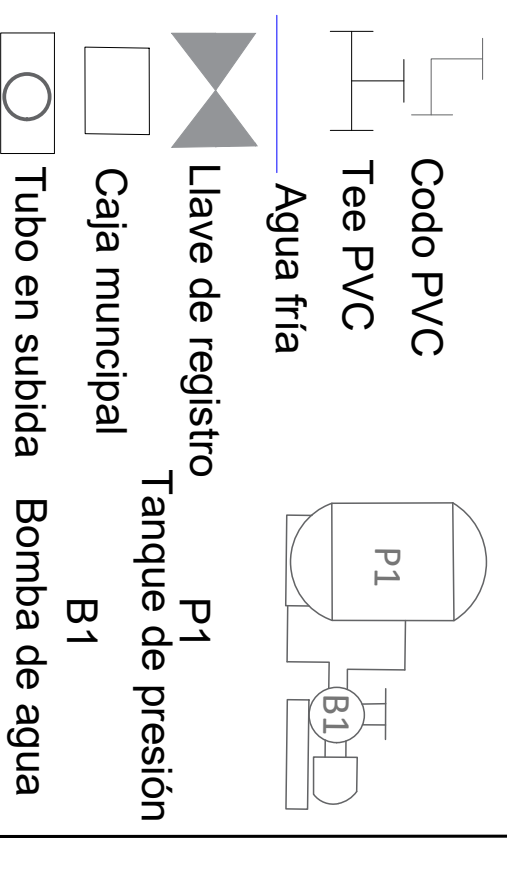 Codo PVC
Tee PVC
Agua fría
Llave de registro
Caja muncipal
Tubo en subida
P1
B1
P1
Tanque de presión
B1
Bomba de agua